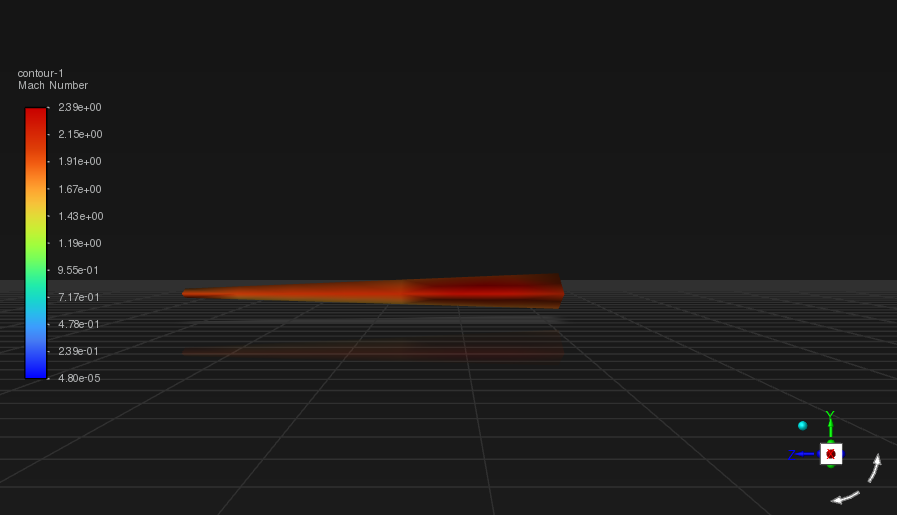 contour-1
Mach Number
2.39e+00
2.15e+00
1.91e+00
1.67e+00
1.43e+00
1.19e+00
9.55e-01
7.17e-01
4.78e-01
2.39e-01
4.80e-05
Y
Z